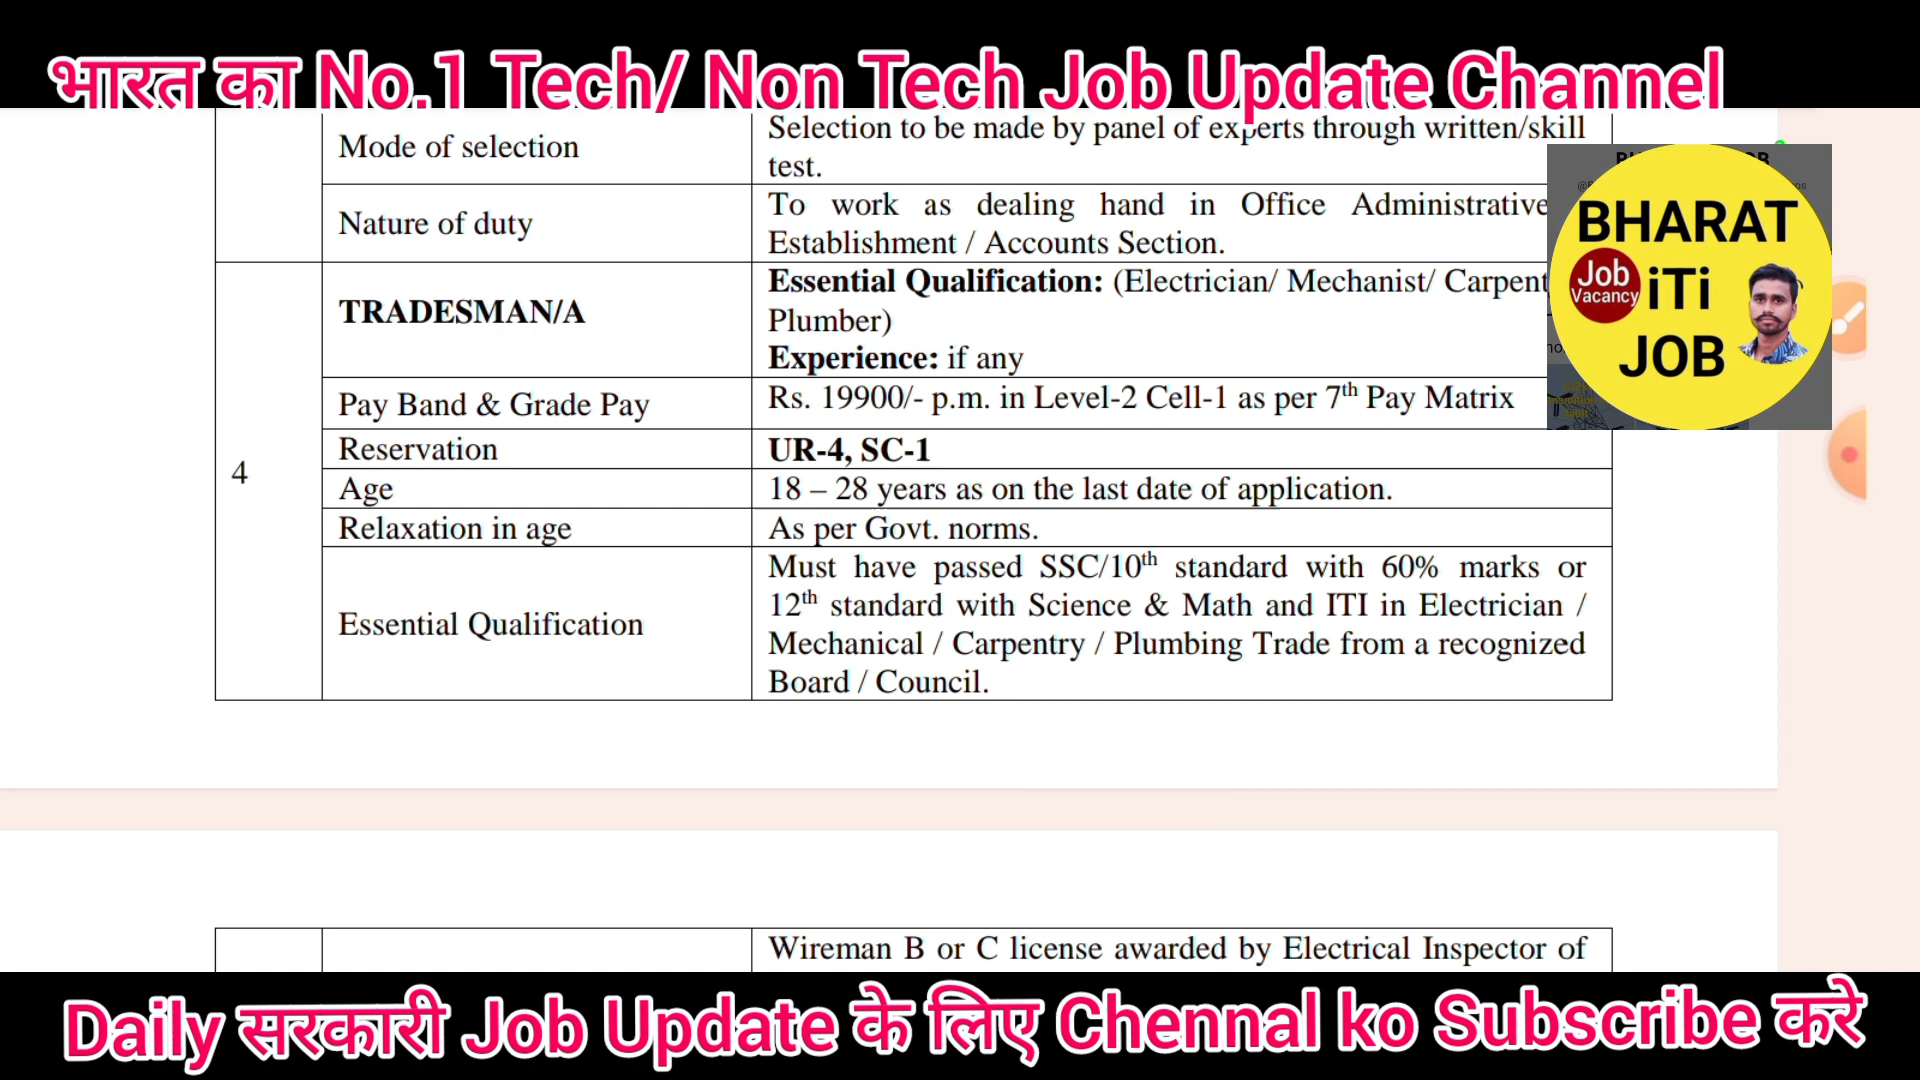 भारत का No.1 Tech/ Non Tech Job Update Channel
Mode of selection
Selection to be made by panel of experts through written/skill
test.
Nature of duty
To work as dealing hand in Office Administrative
Establishment / Accounts Section.
4
TRADESMAN/A
Essential Qualification: (Electrician/ Mechanist/ Carpent
Plumber)
Experience: if any
Pay Band & Grade Pay
Rs. 19900/- p.m. in Level-2 Cell-1 as per 7th Pay Matrix
Reservation
UR-4, SC-1
Age
18 – 28 years as on the last date of application.
Relaxation in age
As per Govt. norms.
Essential Qualification
Must have passed SSC/10th standard with 60% marks or
12th standard with Science & Math and ITI in Electrician /
Mechanical / Carpentry / Plumbing Trade from a recognized
Board / Council.
Wireman B or C license awarded by Electrical Inspector of
BHARAT
Job
Vacancy
iTi
JOB
Daily सरकारी Job Update के लिए Chennal ko Subscribe करे